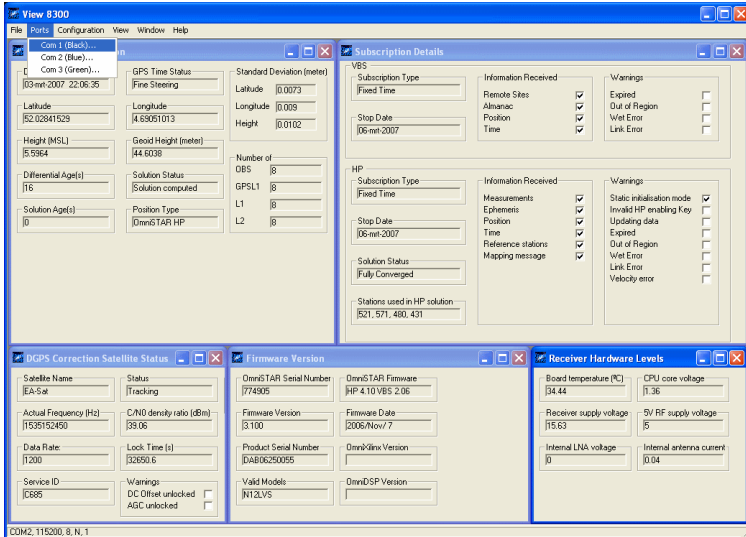 View 8300
File Ports Configuration View Window Help
Com 1 (Black)...
Com 2 (Blue)...
Com 3 (Green)...
03-mrt-2007 22:06:35
GPS Time Status
Fine Steering
Latitude
52.02841529
Longitude
4.69051013
Height (MSL)
5.5964
Geoid Height (meter)
44.6038
Differential Age(s)
16
Solution Status
Solution computed
Solution Age(s)
0
Position Type
OmniSTAR HP
Standard Deviation (meter)
Latitude 0.0073
Longitude 0.009
Height 0.0102
Number of
OBS 8
GPSL1 8
L1 8
L2 8
Subscription Details
VBS
Subscription Type
Fixed Time
Stop Date
06-mrt-2007
Information Received
Remote Sites
Almanac
Position
Time
Warnings
Expired
Out of Region
Wet Error
Link Error
HP
Subscription Type
Fixed Time
Stop Date
06-mrt-2007
Solution Status
Fully Converged
Stations used in HP solution
521, 571, 480, 431
Information Received
Measurements
Ephemeris
Position
Time
Reference stations
Mapping message
Warnings
Static initialisation mode
Invalid HP enabling Key
Updating data
Expired
Out of Region
Wet Error
Link Error
Velocity error
DGPS Correction Satellite Status
Satellite Name
EA-Sat
Status
Tracking
Actual Frequency (Hz)
1535152450
C/N0 density ratio (dBm)
39.06
Data Rate:
1200
Lock Time (s)
32650.6
Service ID
C685
Warnings
DC Offset unlocked
AGC unlocked
Firmware Version
OmniSTAR Serial Number
774905
OmniSTAR Firmware
HP 4.10 VBS 2.06
Firmware Version
3.100
Firmware Date
2006/Nov/ 7
Product Serial Number
DAB06250055
OmniXilinx Version
Valid Models
N12LVS
OmniDSP Version
Receiver Hardware Levels
Board temperature (ºC)
34.44
CPU core voltage
1.36
Receiver supply voltage
15.63
5V RF supply voltage
5
Internal LNA voltage
0
Internal antenna current
0.04
COM2, 115200, 8, N, 1